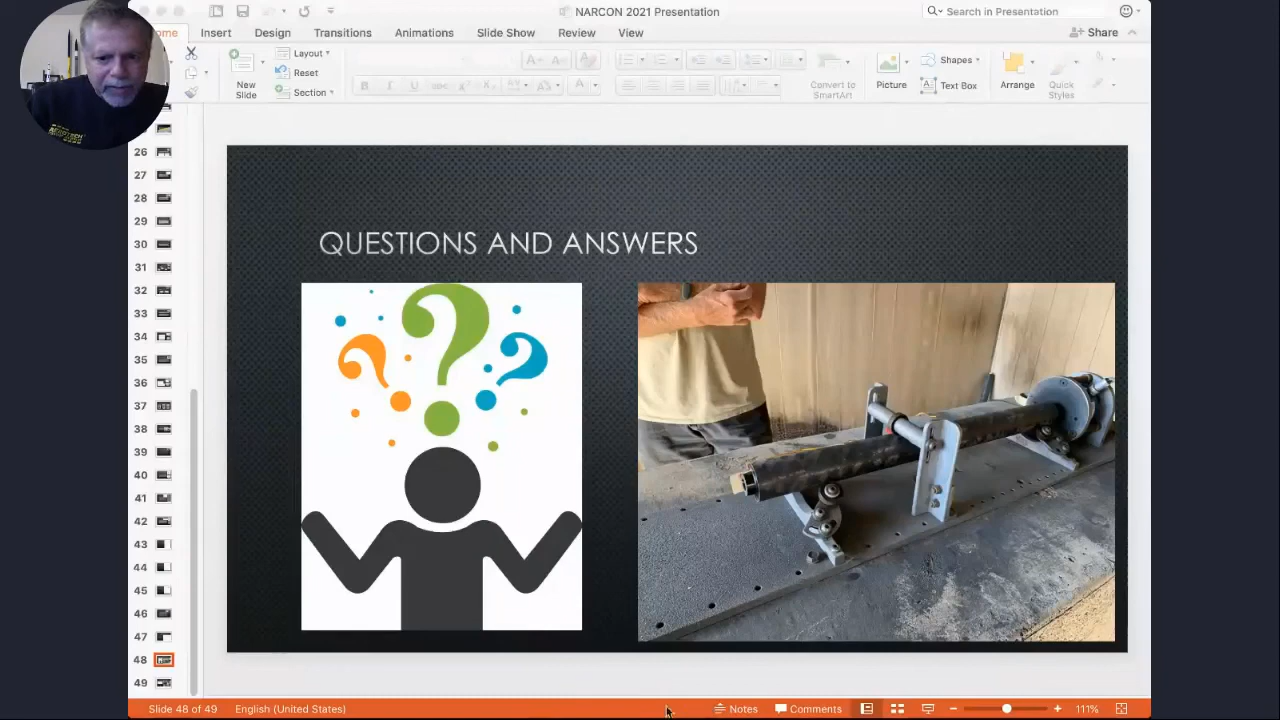 NARCON 2021 Presentation
Search in Presentation
Home Insert Design Transitions Animations Slide Show Review View
Share
New Slide
Layout
Reset
Section
B I U abc
Convert to SmartArt
Picture
Shapes
Text Box
Arrange
Quick Styles
26
27
28
29
30
31
32
33
34
35
36
37
38
39
40
41
42
43
44
45
46
47
48
49
QUESTIONS AND ANSWERS
? ? ?
Slide 48 of 49
English (United States)
Notes
Comments
111%